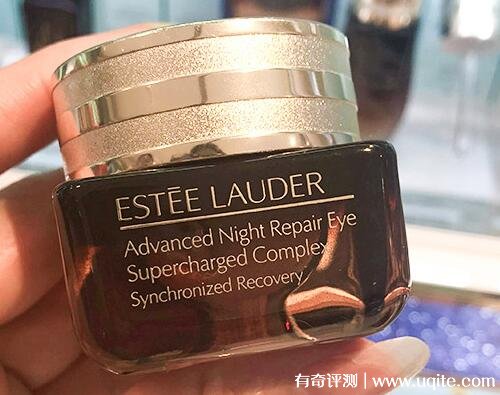 ESTĒE LAUDER
Advanced Night Repair Eye
Supercharged Complex
Synchronized Recovery
有奇评测 | www.uqite.com